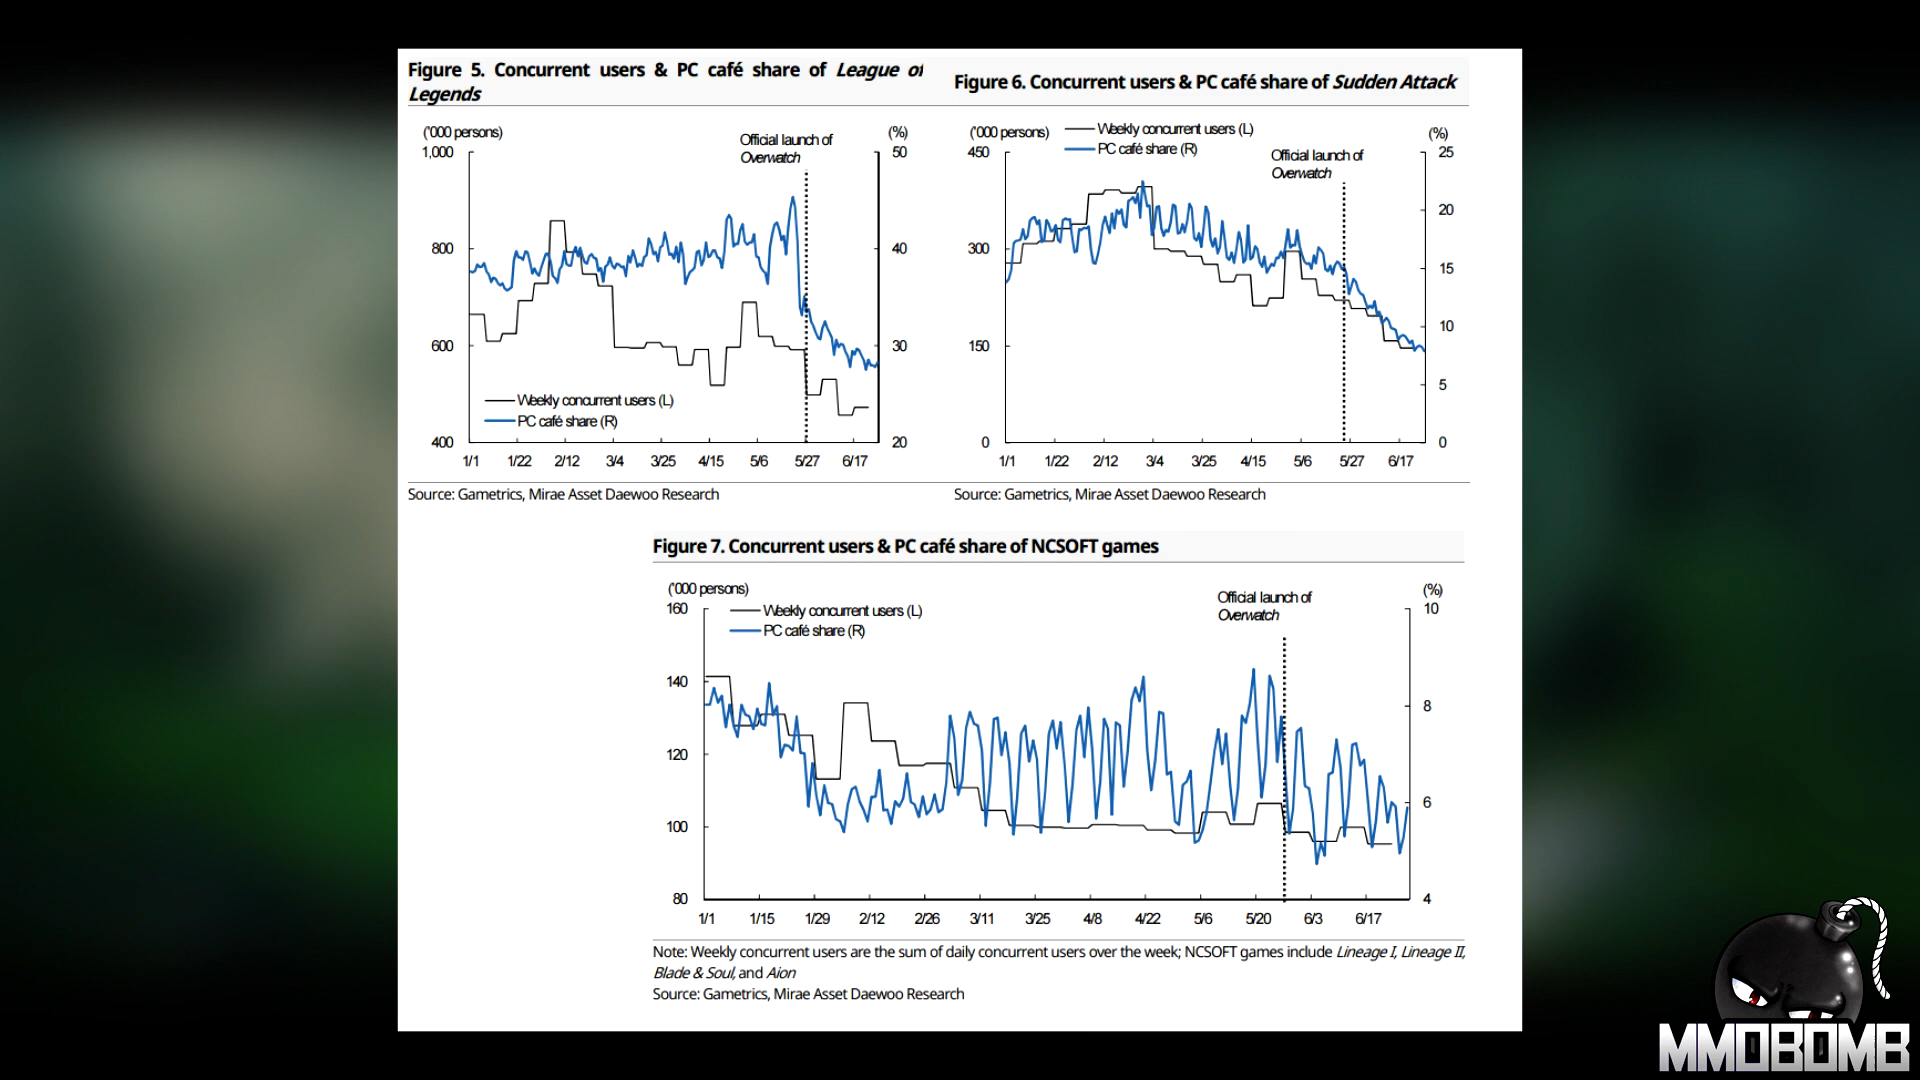 Figure 5. Concurrent users & PC café share of League of
Legends
('000 persons)
(%)
Official launch of
Overwatch
1,000
800
600
400
50
40
30
20
Weekly concurrent users (L)
PC café share (R)
1/1 1/22 2/12 3/4 3/25 4/15 5/6 5/27 6/17
Source: Gametrics, Mirae Asset Daewoo Research
Figure 6. Concurrent users & PC café share of Sudden Attack
('000 persons)
(%)
Weekly concurrent users (L)
PC café share (R)
Official launch of
Overwatch
450
300
150
0
25
20
15
10
5
0
1/1 1/22 2/12 3/4 3/25 4/15 5/6 5/27 6/17
Source: Gametrics, Mirae Asset Daewoo Research
Figure 7. Concurrent users & PC café share of NCSOFT games
('000 persons)
(%)
Weekly concurrent users (L)
PC café share (R)
Official launch of
Overwatch
160
140
120
100
80
10
8
6
4
1/1 1/15 1/29 2/12 2/26 3/11 3/25 4/8 4/22 5/6 5/20 6/3 6/17
Note: Weekly concurrent users are the sum of daily concurrent users over the week; NCSOFT games include Lineage I, Lineage II,
Blade & Soul, and Aion
Source: Gametrics, Mirae Asset Daewoo Research
MMOBOMB